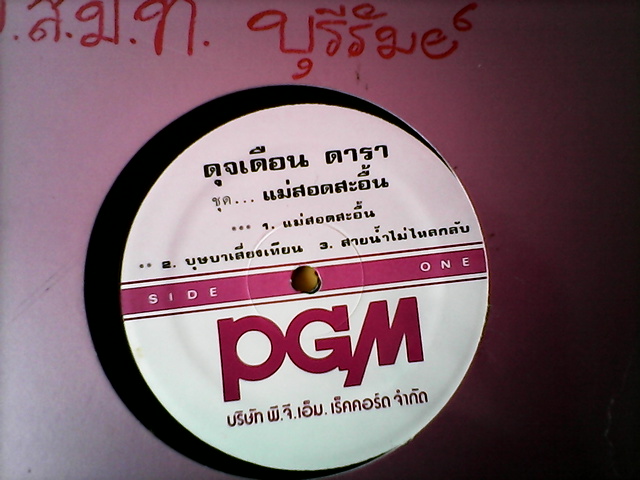 .ส.ม.ท. บุรีรัมย์
ดุจเดือน ดารา
ชุด... แม่สอดสะอื้น
*** 1. แม่สอดสะอื้น
** 2. บุษบาเสี่ยงเทียน 3. สายน้ำไม่ไหลกลับ
SIDE ONE
PGM
บริษัท พี.จี.เอ็ม. เร็คคอร์ด จำกัด